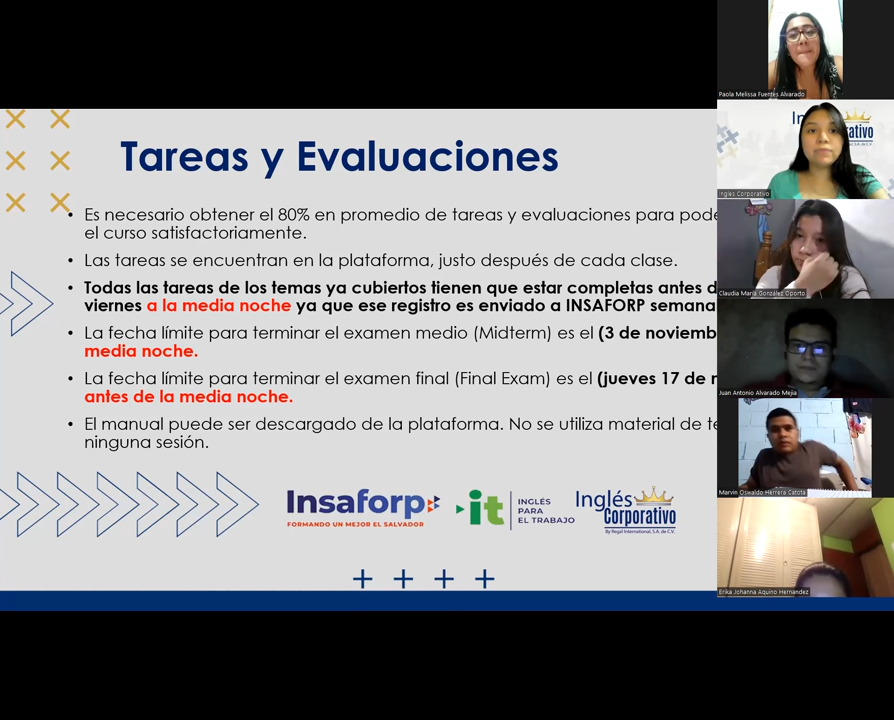 Tareas y Evaluaciones
• Es necesario obtener el 80% en promedio de tareas y evaluaciones para
el curso satisfactoriamente.
• Las tareas se encuentran en la plataforma, justo después de cada clase.
• Todas las tareas de los temas ya cubiertos tienen que estar completas antes
viernes a la media noche ya que ese registro es enviado a INSAFORP
• La fecha límite para terminar el examen medio (Midterm) es el (3 de
media noche.
• La fecha límite para terminar el examen final (Final Exam) es el (jueves 17 de
antes de la media noche.
• El manual puede ser descargado de la plataforma. No se utiliza material de
ninguna sesión.
Insaforp
FORMANDO UN MEJOR EL SALVADOR
it
INGLÉS
PARA
EL TRABAJO
Inglés
Corporativo
By Regal International, S.A. de C.V.
Paola Melissa Fuentes Alvarado
Inglés Corporativo
Claudia María González Oporto
Juan Antonio Alvarado Mejia
Marvin Oswaldo Herrera Catota
Erika Johanna Aquino Hernandez